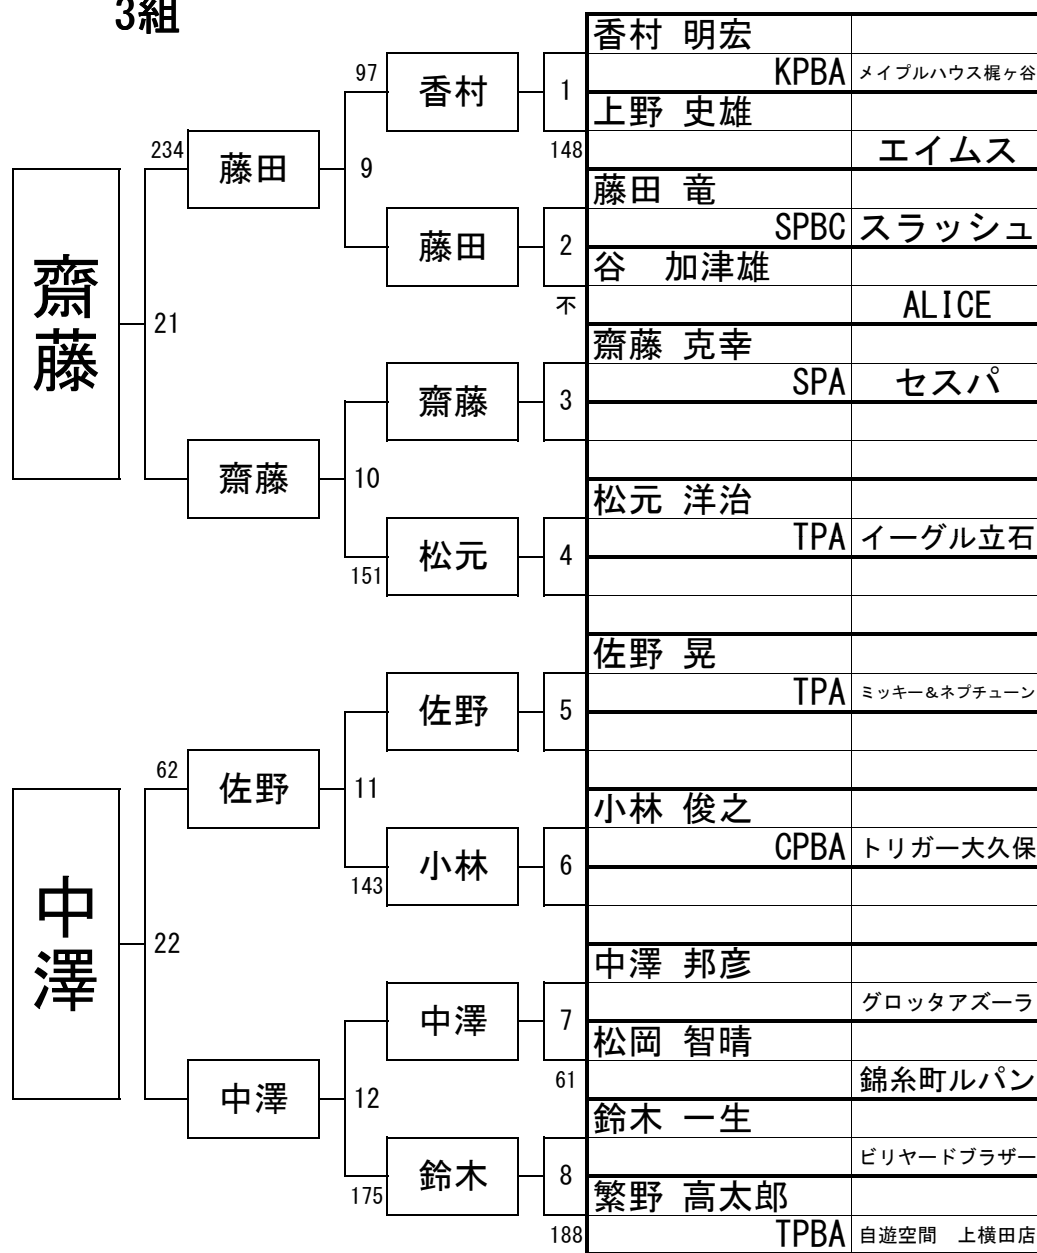 3組
香村 明宏
97
香村
1
KPBA メイプルハウス梶ヶ谷
上野 史雄
234
藤田
9
148
エイムス
藤田 竜
藤田
2
SPBC スラッシュ
谷 加津雄
不
ALICE
齋藤
21
齋藤 克幸
齋藤
3
SPA セスパ
齋藤
10
松元 洋治
151
松元
4
TPA イーグル立石
佐野 晃
佐野
5
TPA ミッキー&ネプチューン
62
佐野
11
小林 俊之
143
小林
6
CPBA トリガー大久保
中澤
22
中澤 邦彦
中澤
7
グロッタアズーラ
松岡 智晴
61
錦糸町ルパン
中澤
12
鈴木 一生
175
鈴木
8
ビリヤードブラザー
繁野 高太郎
188
TPBA 自遊空間 上横田店